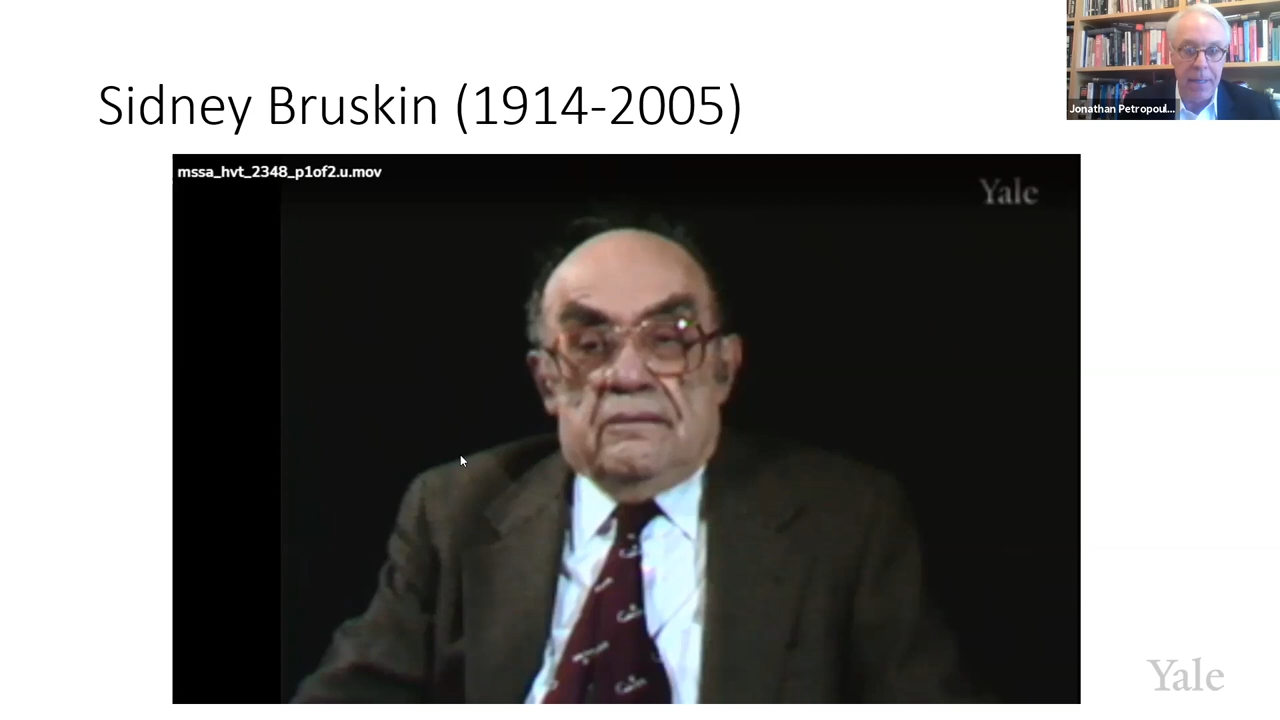 Sidney Bruskin (1914-2005)
Jonathan Petropoul...
mssa_hvt_2348_p1of2.u.mov
Yale
Yale